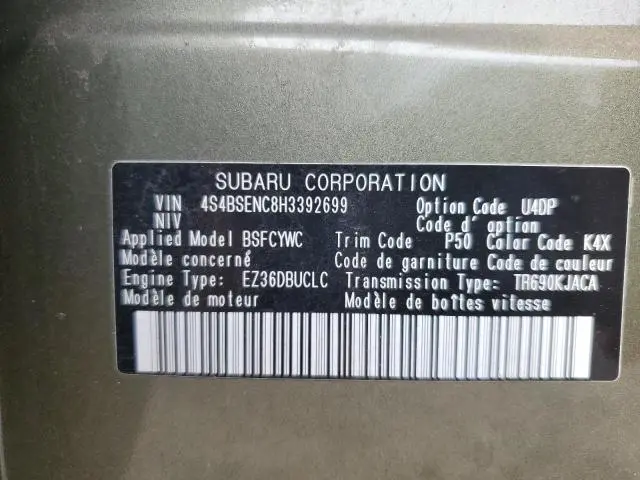 SUBARU CORPORATION
VIN 4S4BSENC8H3392699 Option Code U4DP
NIV Code d'option
Applied Model BSFCYWC Trim Code P50 Color Code K4X
Modèle concerné Code de garniture Code de couleur
Engine Type: EZ36DBUCLC Transmission Type: TR690KJACA
Modèle de moteur Modèle de boîtes vitesse